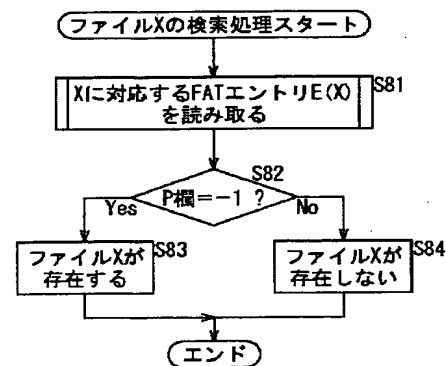 ファイルXの検索処理スタート
Xに対応するFATエントリE(X)
を読み取る
S81
S82
P欄=-1 ?
Yes
No
ファイルXが
存在する
S83
ファイルXが
存在しない
S84
エンド